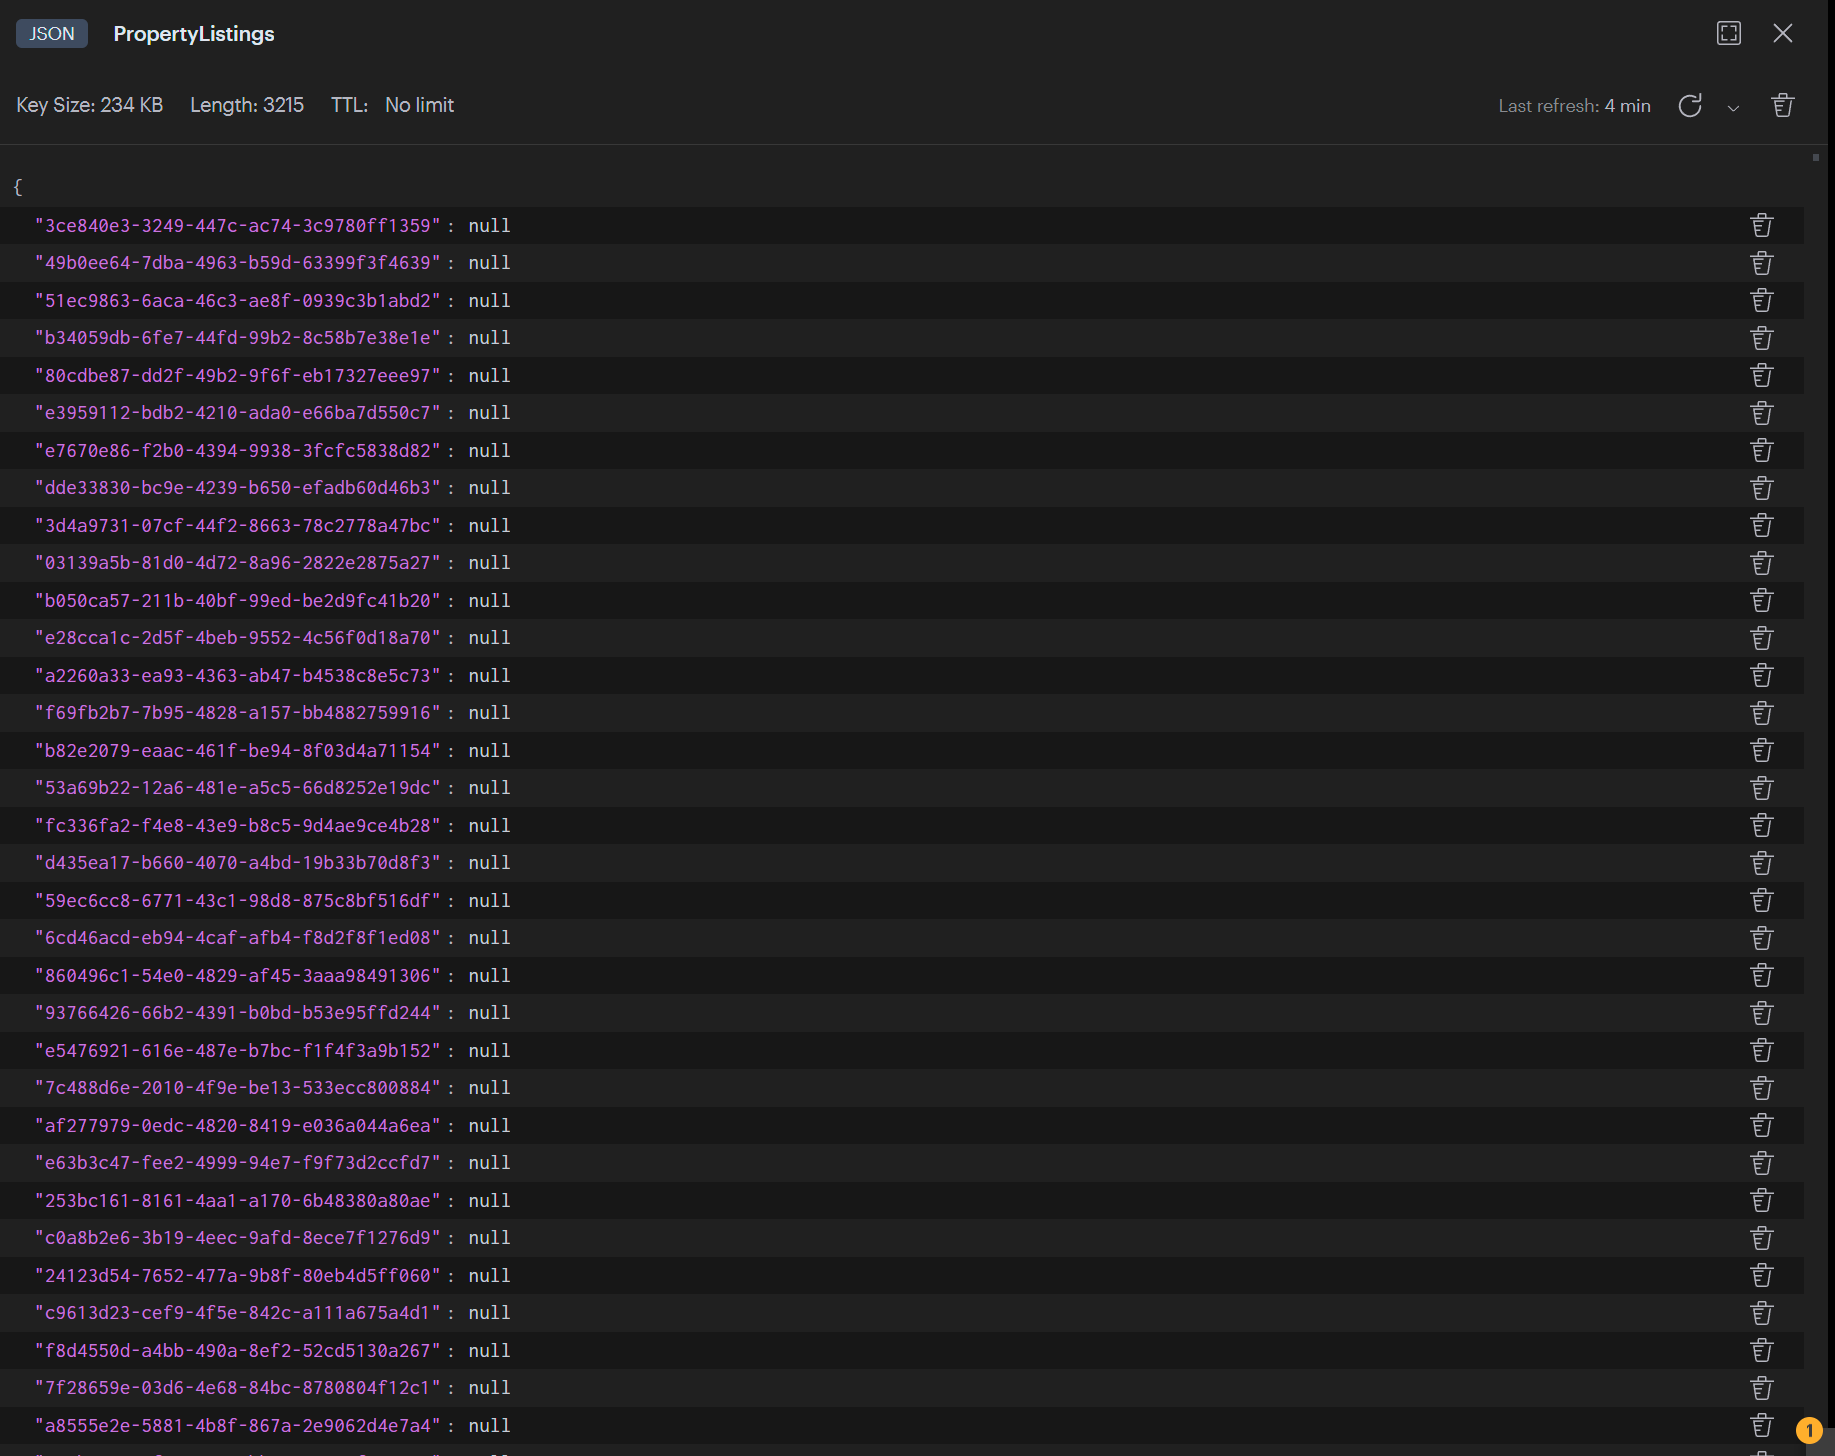 JSON PropertyListings
Key Size: 234 KB Length: 3215 TTL: No limit Last refresh: 4 min
{
"3ce840e3-3249-447c-ac74-3c9780ff1359" : null
"49b0ee64-7dba-4963-b59d-63399f3f4639" : null
"51ec9863-6aca-46c3-ae8f-0939c3b1abd2" : null
"b34059db-6fe7-44fd-99b2-8c58b7e38e1e" : null
"80cdbe87-dd2f-49b2-9f6f-eb17327eee97" : null
"e3959112-bdb2-4210-ada0-e66ba7d550c7" : null
"e7670e86-f2b0-4394-9938-3fcfc5838d82" : null
"dde33830-bc9e-4239-b650-efadb60d46b3" : null
"3d4a9731-07cf-44f2-8663-78c2778a47bc" : null
"03139a5b-81d0-4d72-8a96-2822e2875a27" : null
"b050ca57-211b-40bf-99ed-be2d9fc41b20" : null
"e28cca1c-2d5f-4beb-9552-4c56f0d18a70" : null
"a2260a33-ea93-4363-ab47-b4538c8e5c73" : null
"f69fb2b7-7b95-4828-a157-bb4882759916" : null
"b82e2079-eaac-461f-be94-8f03d4a71154" : null
"53a69b22-12a6-481e-a5c5-66d8252e19dc" : null
"fc336fa2-f4e8-43e9-b8c5-9d4ae9ce4b28" : null
"d435ea17-b660-4070-a4bd-19b33b70d8f3" : null
"59ec6cc8-6771-43c1-98d8-875c8bf516df" : null
"6cd46acd-eb94-4caf-afb4-f8d2f8f1ed08" : null
"860496c1-54e0-4829-af45-3aaa98491306" : null
"93766426-66b2-4391-b0bd-b53e95ffd244" : null
"e5476921-616e-487e-b7bc-f1f4f3a9b152" : null
"7c488d6e-2010-4f9e-be13-533ecc800884" : null
"af277979-0edc-4820-8419-e036a044a6ea" : null
"e63b3c47-fee2-4999-94e7-f9f73d2ccfd7" : null
"253bc161-8161-4aa1-a170-6b48380a80ae" : null
"c0a8b2e6-3b19-4eec-9afd-8ece7f1276d9" : null
"24123d54-7652-477a-9b8f-80eb4d5ff060" : null
"c9613d23-cef9-4f5e-842c-a111a675a4d1" : null
"f8d4550d-a4bb-490a-8ef2-52cd5130a267" : null
"7f28659e-03d6-4e68-84bc-8780804f12c1" : null
"a8555e2e-5881-4b8f-867a-2e9062d4e7a4" : null
1